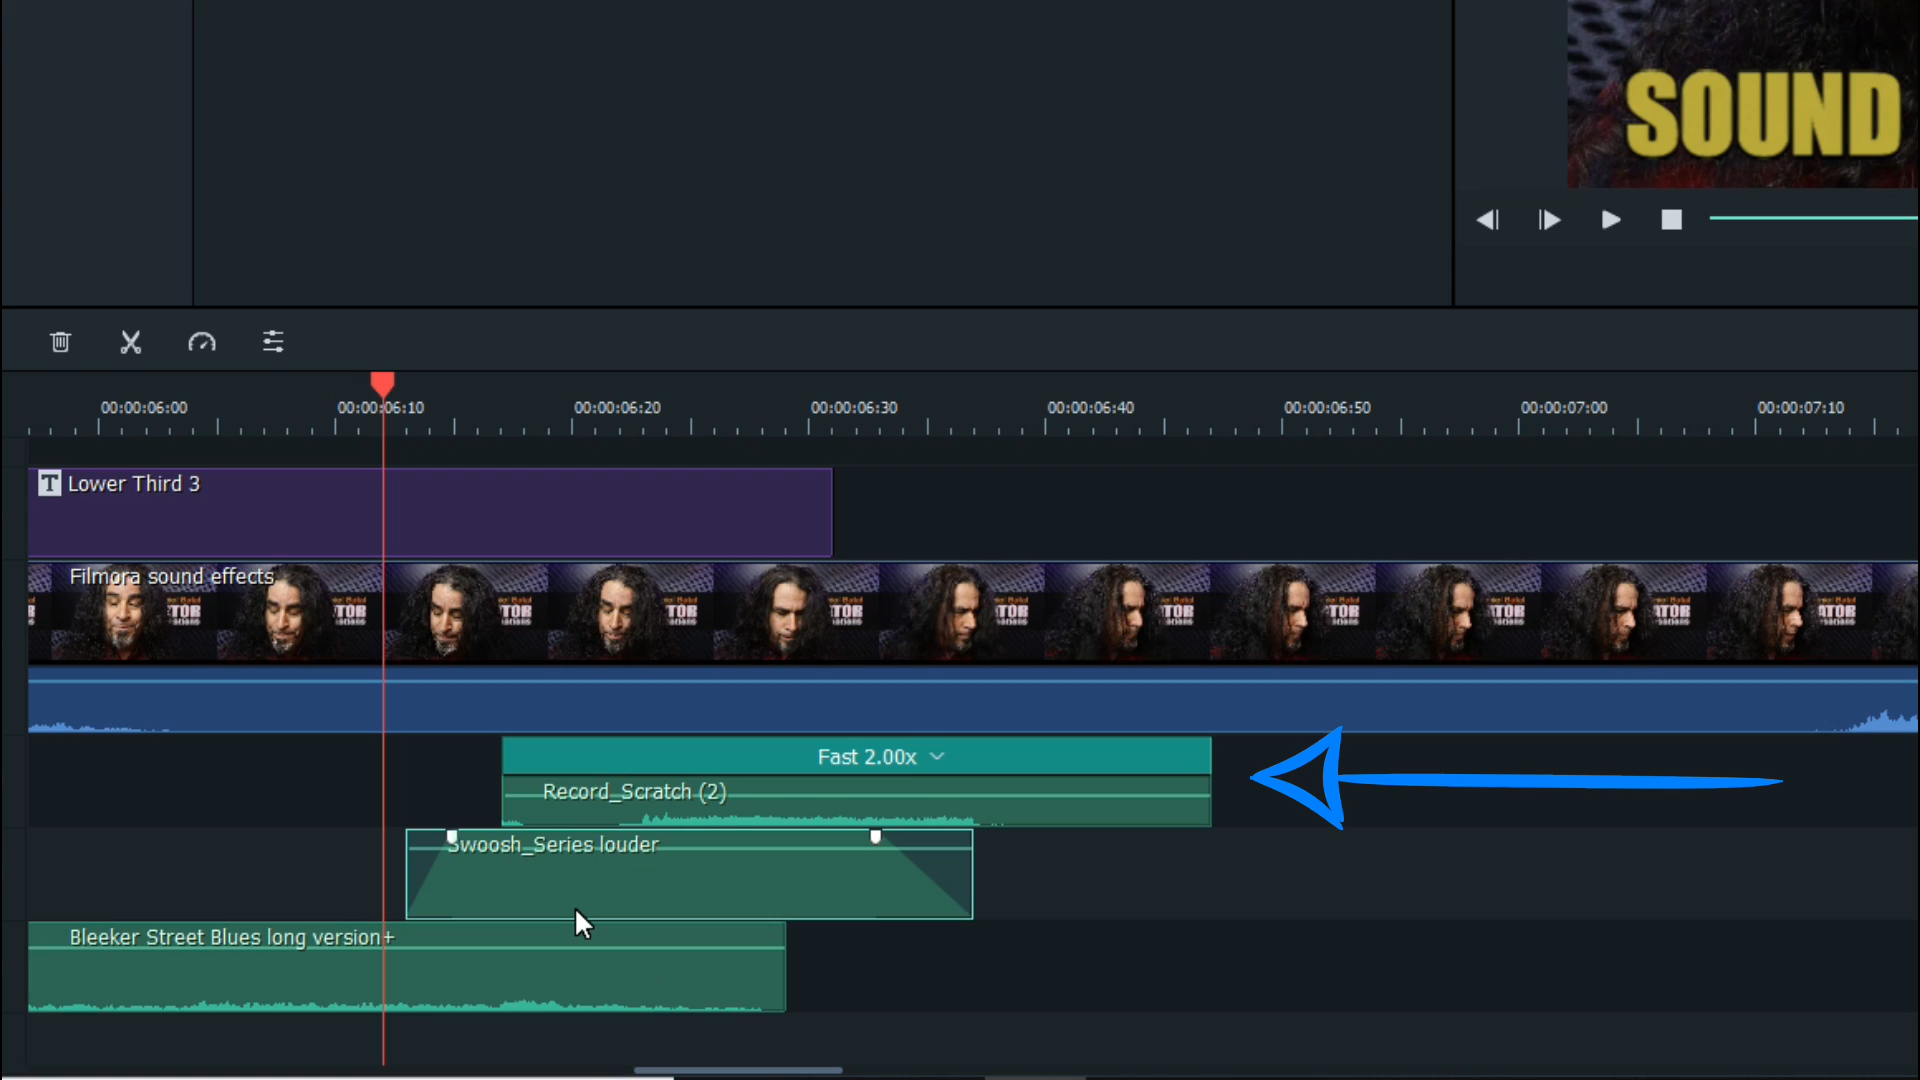 SOUND
00:00:06:00 00:00:06:10 00:00:06:20 00:00:06:30 00:00:06:40 00:00:06:50 00:00:07:00 00:00:07:10
T Lower Third 3
Filmora sound effects
Fast 2.00x
Record_Scratch (2)
Swoosh_Series louder
Bleeker Street Blues long version+